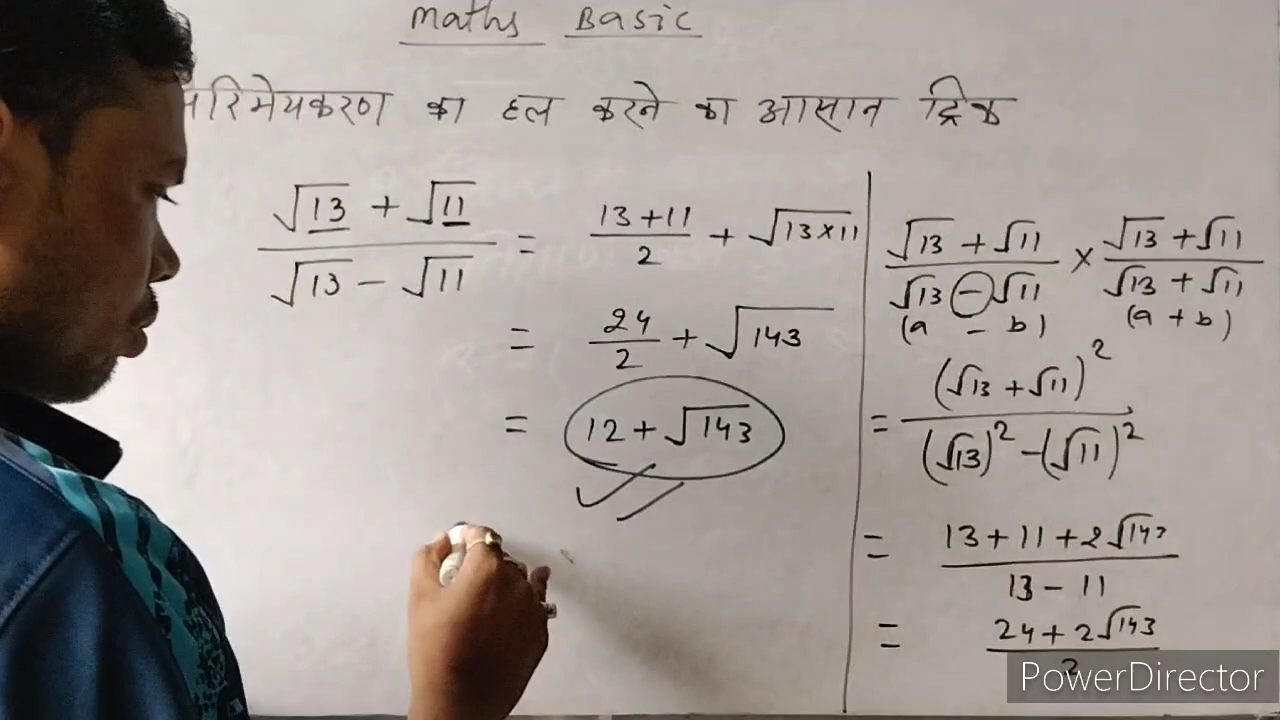 Maths Basic
परिमेयकरण का हल करने का आसान ट्रिक
(√13 + √11)/(√13 − √11) = (13+11)/2 + √13×11
= 24/2 + √143
= 12 + √143
(√13 + √11)/(√13 − √11) × (√13 + √11)/(√13 + √11)
(a − b) (a + b)
= (√13 + √11)²/((√13)² − (√11)²)
= (13 + 11 + 2√143)/(13 − 11)
= (24 + 2√143)/2
PowerDirector